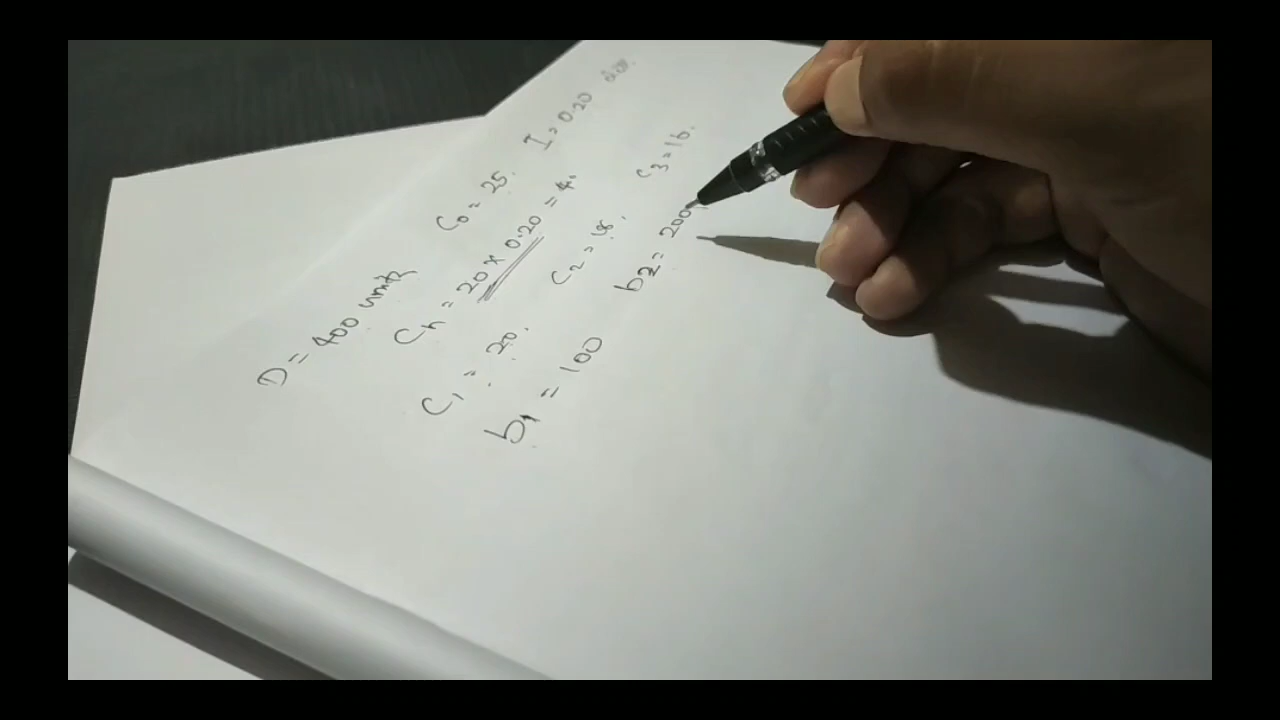 D = 400 units
C0 = 25. I = 0.20
Ch = 20 x 0.20 = 4.
C1 = 20. C2 = 18. C3 = 16.
b1 = 100 b2 = 200